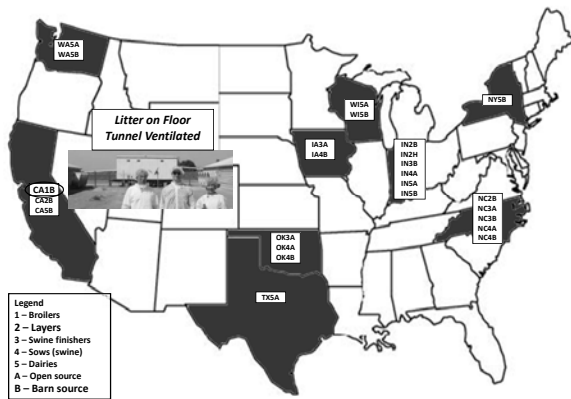 WA5A
WA5B
Litter on Floor
Tunnel Ventilated
CA1B
CA2B
CA5B
WI5A
WI5B
IA3A
IA4B
IN2B
IN2H
IN3B
IN4A
IN5A
IN5B
NY5B
NC2B
NC3A
NC3B
NC4A
NC4B
OK3A
OK4A
OK4B
TX5A
Legend
1 – Broilers
2 – Layers
3 – Swine finishers
4 – Sows (swine)
5 – Dairies
A – Open source
B – Barn source